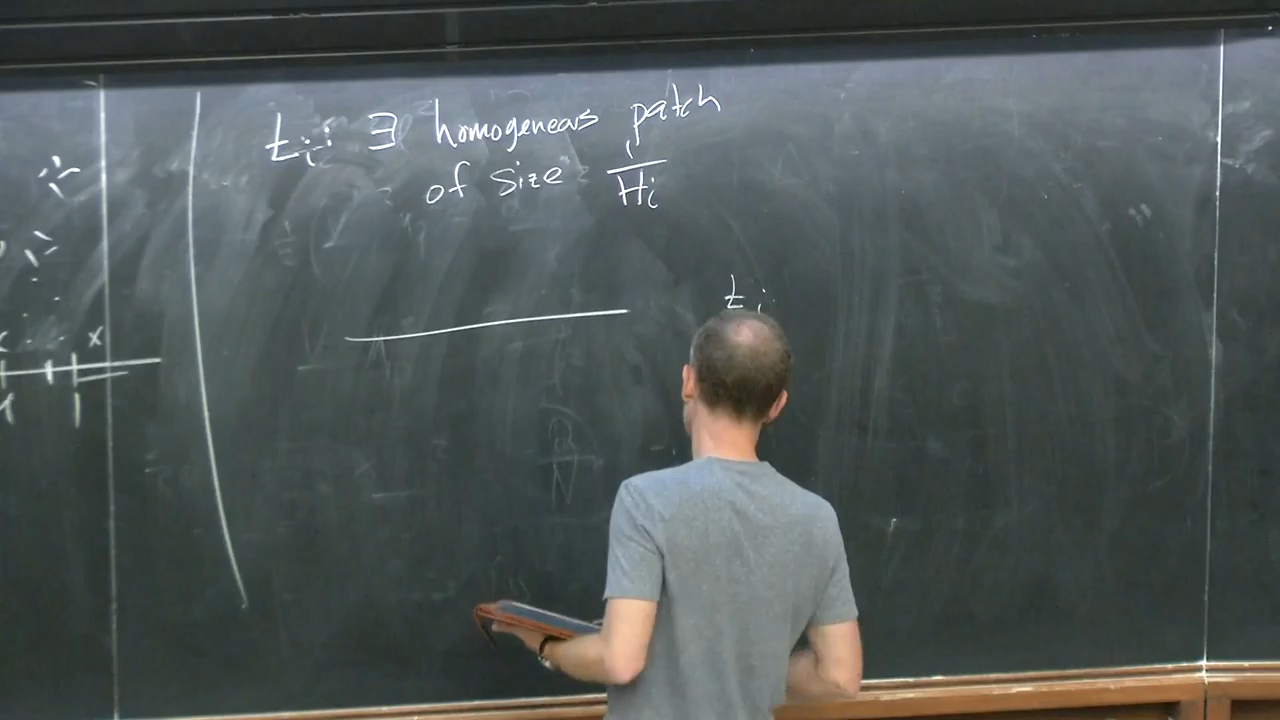 t_i: ∃ homogeneous patch
of size 1/H_i
t_i
x